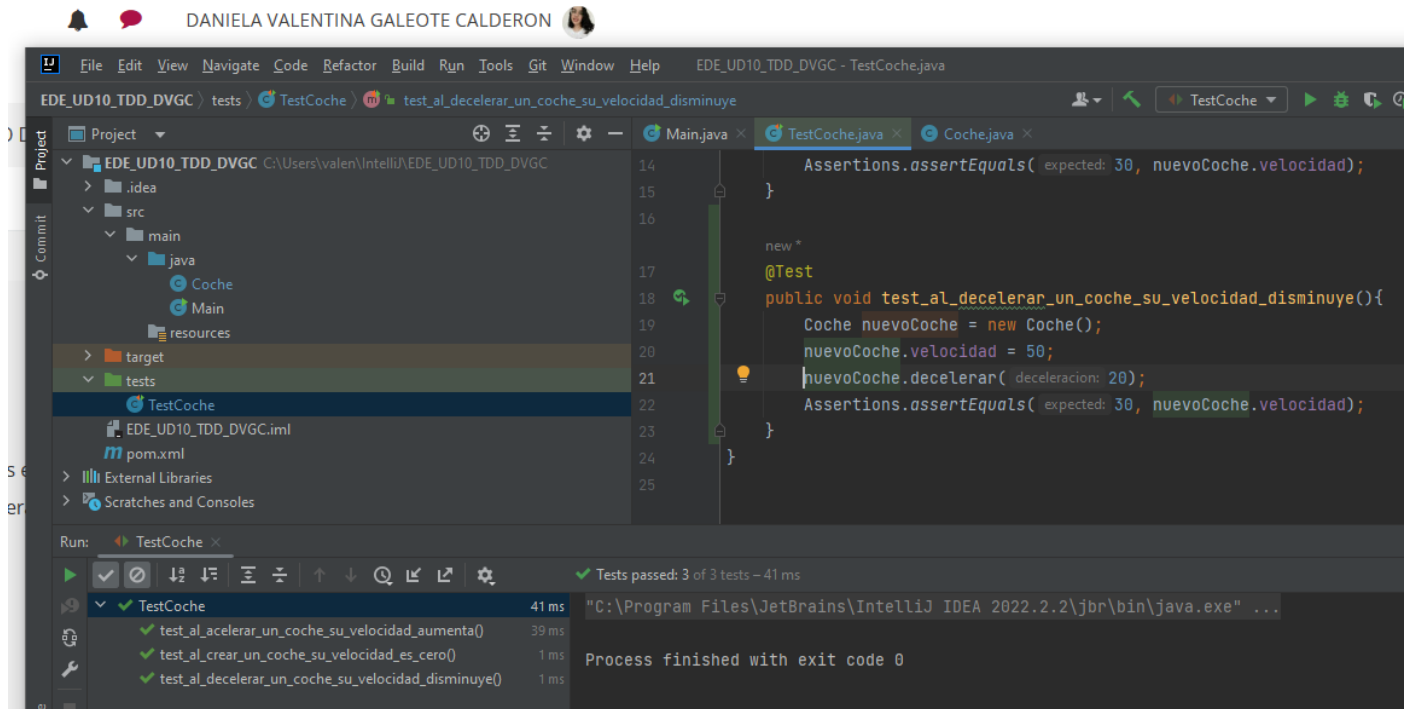 DANIELA VALENTINA GALEOTE CALDERON
File Edit View Navigate Code Refactor Build Run Tools Git Window Help EDE_UD10_TDD_DVGC - TestCoche.java
EDE_UD10_TDD_DVGC tests TestCoche test_al_decelerar_un_coche_su_velocidad_disminuye
TestCoche
Project
Commit
Project
EDE_UD10_TDD_DVGC C:\Users\valen\IntelliJ\EDE_UD10_TDD_DVGC
.idea
src
main
java
Coche
Main
resources
target
tests
TestCoche
EDE_UD10_TDD_DVGC.iml
pom.xml
External Libraries
Scratches and Consoles
Main.java TestCoche.java Coche.java
14 Assertions.assertEquals( expected: 30, nuevoCoche.velocidad);
15 }
16
new *
17 @Test
18 public void test_al_decelerar_un_coche_su_velocidad_disminuye(){
19 Coche nuevoCoche = new Coche();
20 nuevoCoche.velocidad = 50;
21 nuevoCoche.decelerar( deceleracion: 20);
22 Assertions.assertEquals( expected: 30, nuevoCoche.velocidad);
23 }
24 }
25
Run: TestCoche
Tests passed: 3 of 3 tests – 41 ms
TestCoche 41 ms
test_al_acelerar_un_coche_su_velocidad_aumenta() 39 ms
test_al_crear_un_coche_su_velocidad_es_cero() 1 ms
test_al_decelerar_un_coche_su_velocidad_disminuye() 1 ms
"C:\Program Files\JetBrains\IntelliJ IDEA 2022.2.2\jbr\bin\java.exe" ...
Process finished with exit code 0